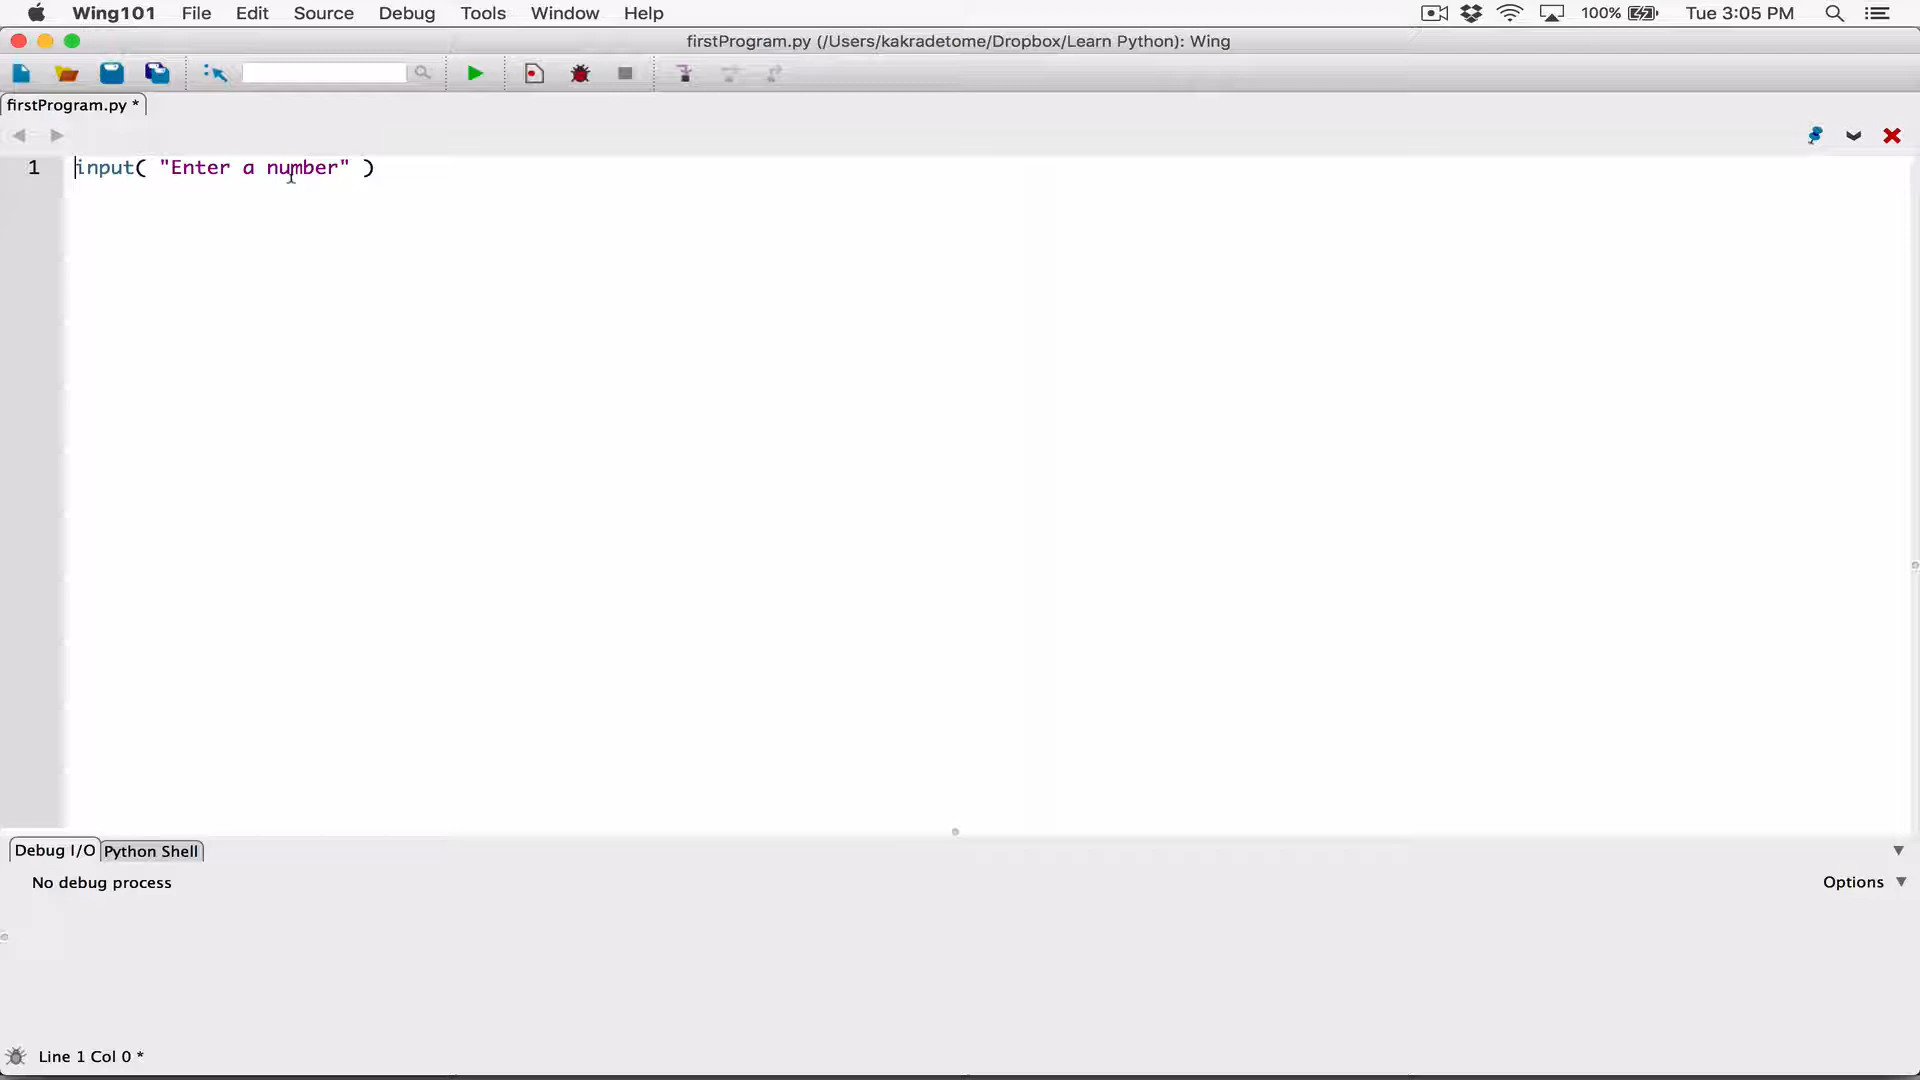 Wing101 File Edit Source Debug Tools Window Help 100% Tue 3:05 PM
firstProgram.py (/Users/kakradetome/Dropbox/Learn Python): Wing
firstProgram.py *
1 input( "Enter a number" )
Debug I/O Python Shell
No debug process Options
Line 1 Col 0 *